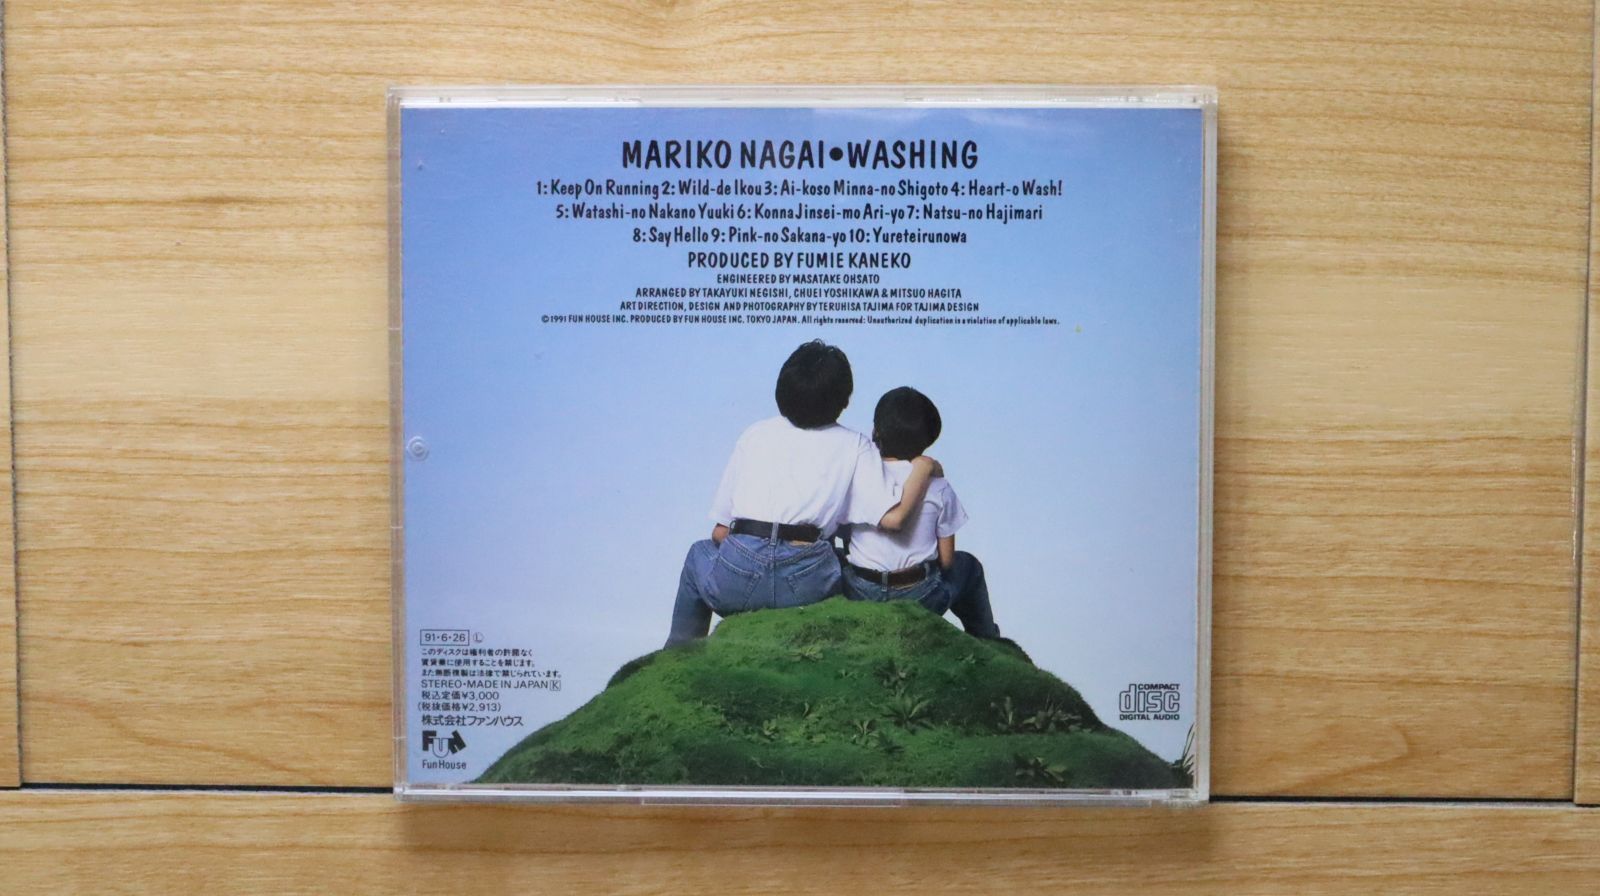 MARIKO NAGAI●WASHING
1: Keep On Running 2: Wild-de Ikou 3: Ai-koso Minna-no Shigoto 4: Heart-o Wash!
5: Watashi-no Nakano Yuuki 6: Konna Jinsei-mo Ari-yo 7: Natsu-no Hajimari
8: Say Hello 9: Pink-no Sakana-yo 10: Yureteirunowa
PRODUCED BY FUMIE KANEKO
ENGINEERED BY MASATAKE OHSATO
ARRANGED BY TAKAYUKI NEGISHI, CHUEI YOSHIKAWA & MITSUO HAGITA
ART DIRECTION, DESIGN AND PHOTOGRAPHY BY TERUHISA TAJIMA FOR TAJIMA DESIGN
©1991 FUN HOUSE INC. PRODUCED BY FUN HOUSE INC. TOKYO JAPAN. All rights reserved: Unauthorized duplication is a violation of applicable laws.
91・6・26 Ⓛ
このディスクは権利者の許諾なく
賃貸業に使用することを禁じます。
また無断複製は法律で禁じられています。
STEREO・MADE IN JAPAN K
税込定価¥3,000
(税抜価格¥2,913)
株式会社ファンハウス
Fun
Fun House
COMPACT
disc
DIGITAL AUDIO